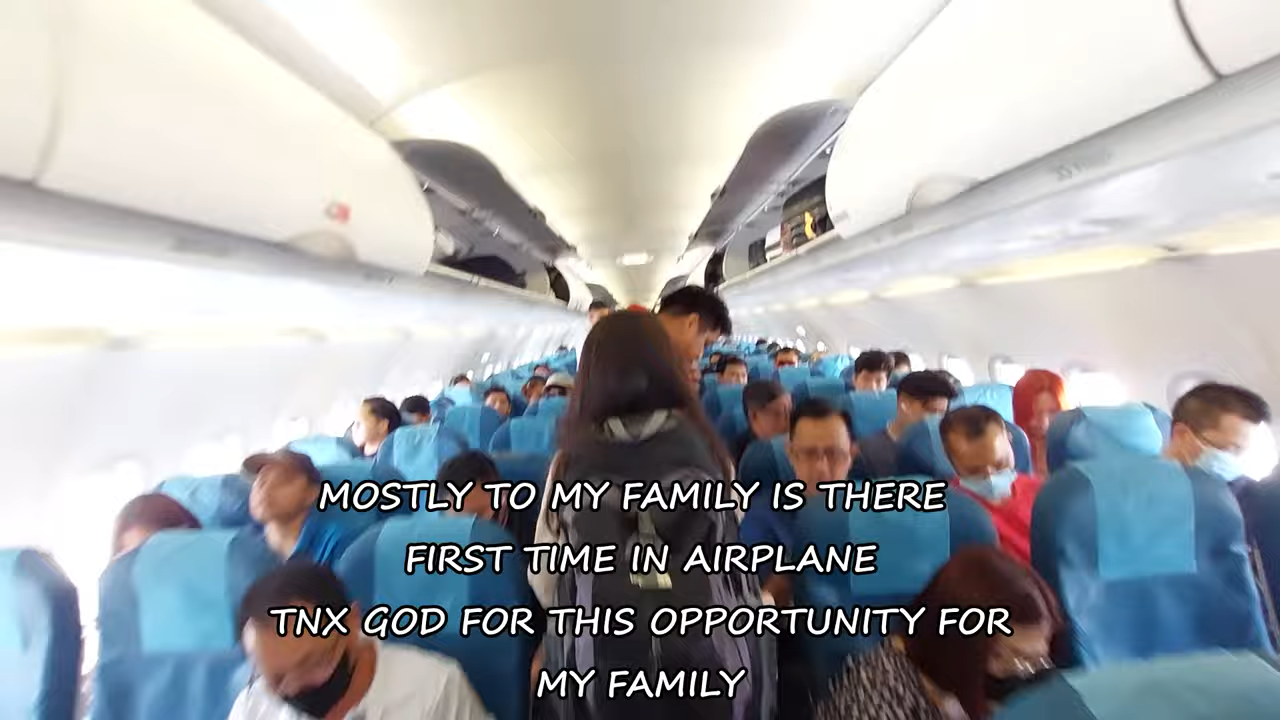 MOSTLY TO MY FAMILY IS THERE
FIRST TIME IN AIRPLANE
TNX GOD FOR THIS OPPORTUNITY FOR
MY FAMILY